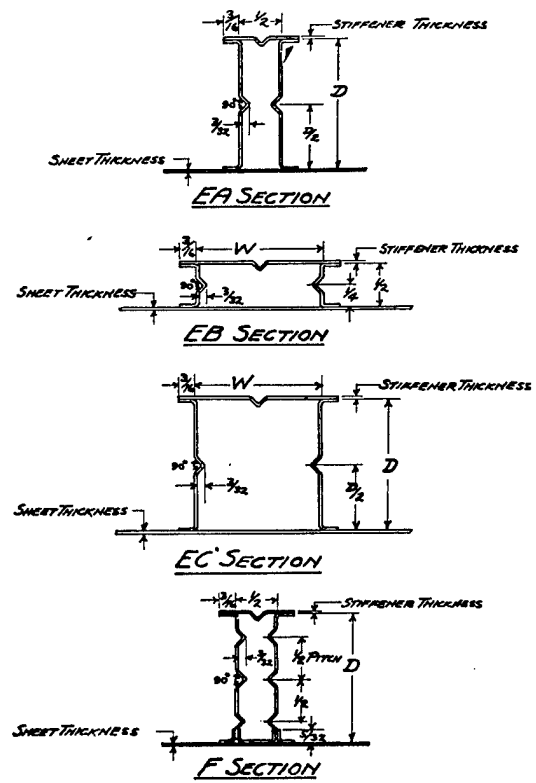 3/16 1/2
STIFFENER THICKNESS
D
90°
3/32
D/2
SHEET THICKNESS
EA SECTION
3/16 W
STIFFENER THICKNESS
90°
3/32
1/4
1/2
SHEET THICKNESS
EB SECTION
3/16 W
STIFFENER THICKNESS
D
90°
3/32
D/2
SHEET THICKNESS
EC SECTION
3/16 1/2
STIFFENER THICKNESS
3/32
1/2 PITCH
D
90°
1/2
5/32
SHEET THICKNESS
F SECTION